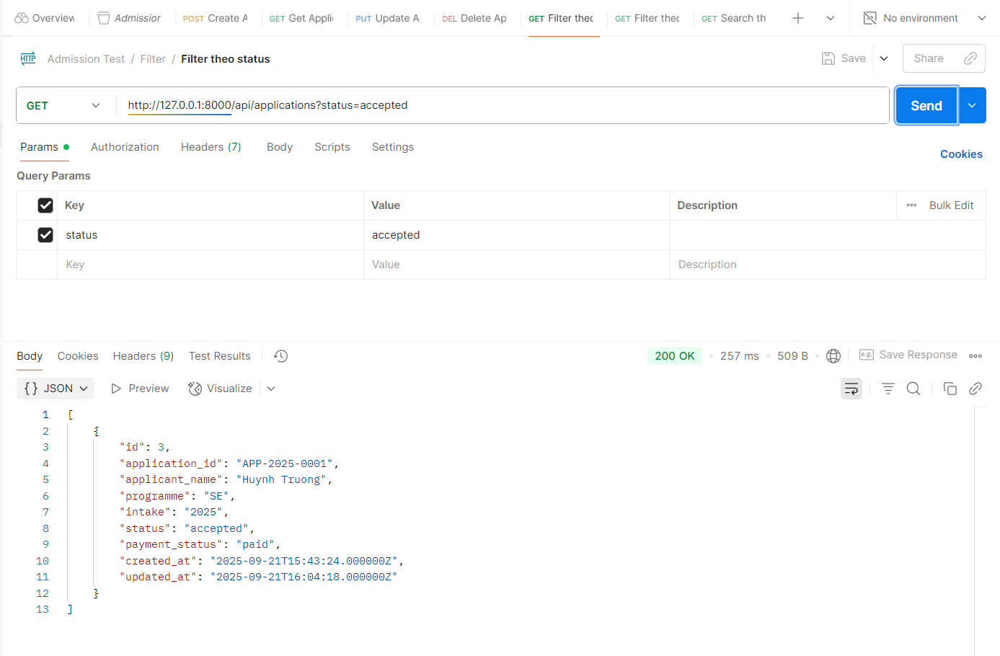 Overview Admission POST Create A GET Get Appli PUT Update A DEL Delete Ap GET Filter theo GET Filter theo GET Search th No environment
HTTP Admission Test / Filter / Filter theo status Save Share
GET http://127.0.0.1:8000/api/applications?status=accepted Send
Params Authorization Headers (7) Body Scripts Settings
Cookies
Query Params
Key Value Description Bulk Edit
status accepted
Key Value Description
Body Cookies Headers (9) Test Results 200 OK 257 ms 509 B e.g. Save Response
{} JSON Preview Visualize
1 [
2 {
3 "id": 3,
4 "application_id": "APP-2025-0001",
5 "applicant_name": "Huynh Truong",
6 "programme": "SE",
7 "intake": "2025",
8 "status": "accepted",
9 "payment_status": "paid",
10 "created_at": "2025-09-21T15:43:24.000000Z",
11 "updated_at": "2025-09-21T16:04:18.000000Z"
12 }
13 ]